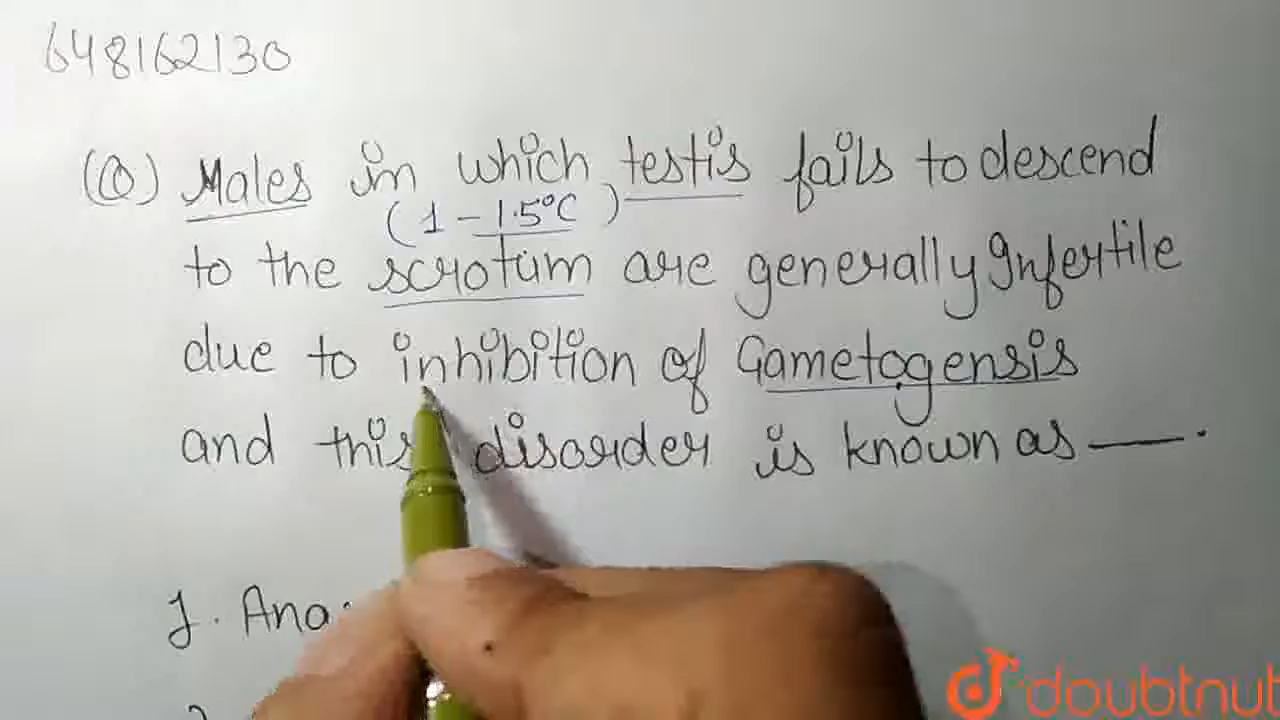 648162130
(Q) Males in which testis fails to descend
(1 - 1.5°C)
to the scrotum are generally Infertile
due to inhibition of Gametogensis
and this disorder is known as —.
1. Ana
doubtnut